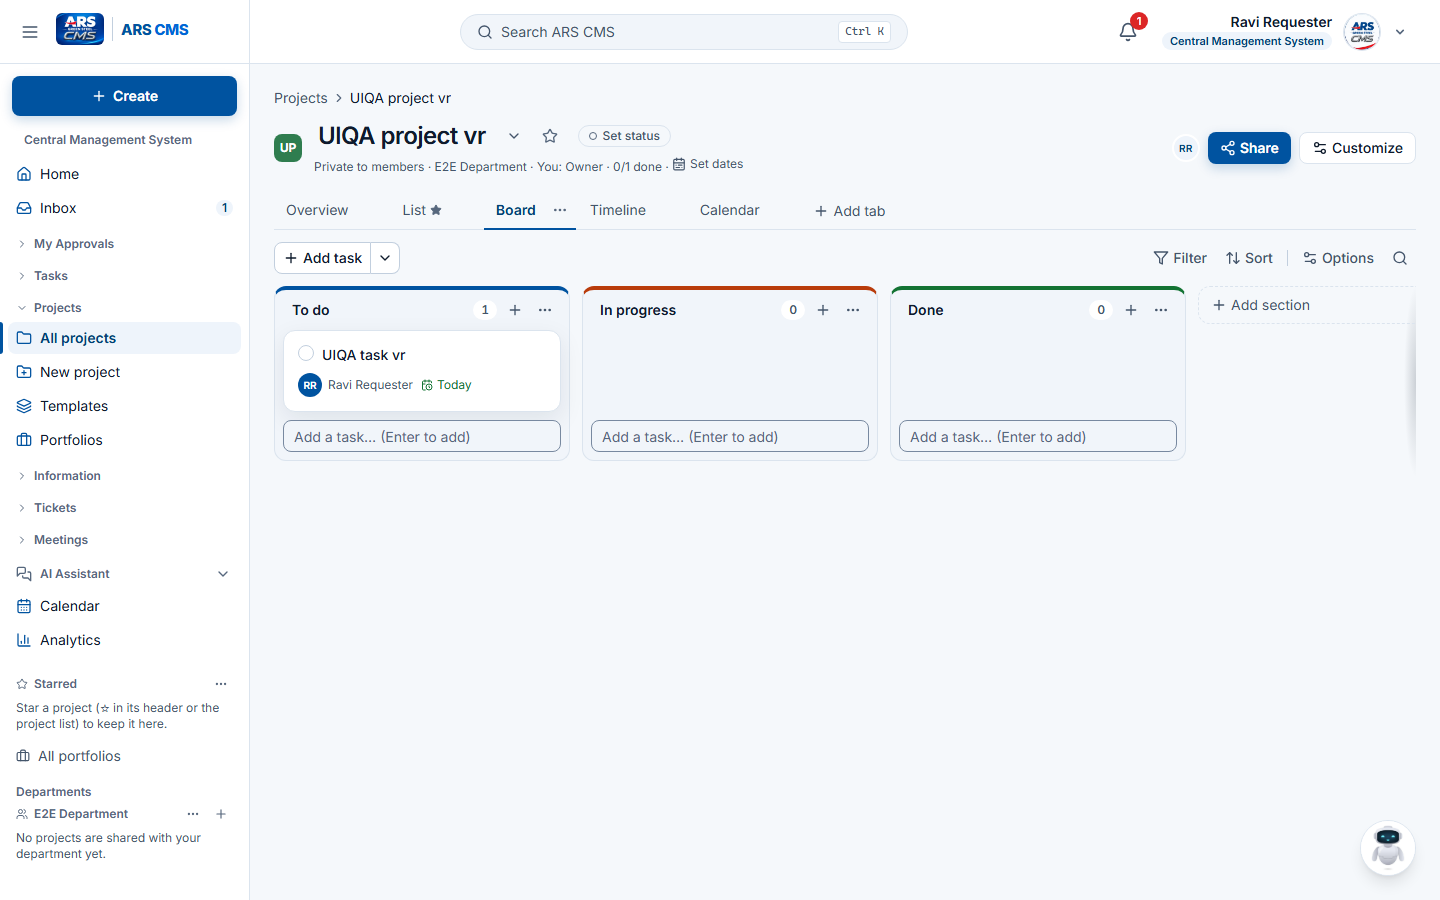 ARS CMS
Search ARS CMS
Ctrl K
1
Ravi Requester
Central Management System
Create
Central Management System
Home
Inbox
1
My Approvals
Tasks
Projects
All projects
New project
Templates
Portfolios
Information
Tickets
Meetings
AI Assistant
Calendar
Analytics
Starred
Star a project (☆ in its header or the
project list) to keep it here.
All portfolios
Departments
E2E Department
No projects are shared with your
department yet.
Projects > UIQA project vr
UP
UIQA project vr
Set status
Private to members · E2E Department · You: Owner · 0/1 done · Set dates
RR
Share
Customize
Overview
List
Board
Timeline
Calendar
Add tab
Add task
Filter
Sort
Options
To do
1
UIQA task vr
RR Ravi Requester Today
Add a task... (Enter to add)
In progress
0
Add a task... (Enter to add)
Done
0
Add a task... (Enter to add)
Add section